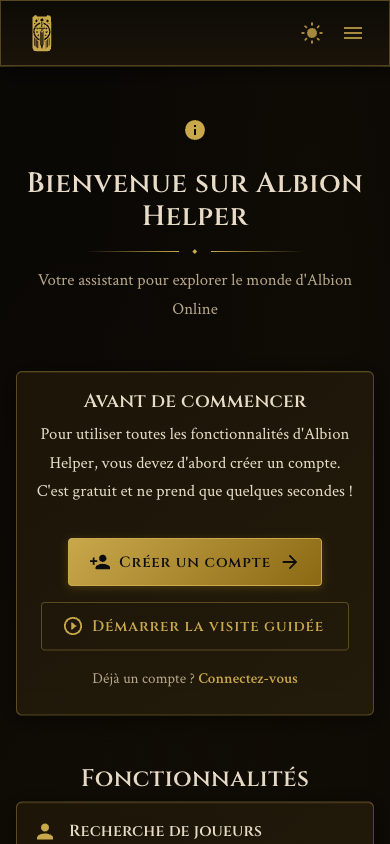 Bienvenue sur Albion
Helper
Votre assistant pour explorer le monde d'Albion
Online
Avant de commencer
Pour utiliser toutes les fonctionnalités d'Albion
Helper, vous devez d'abord créer un compte.
C'est gratuit et ne prend que quelques secondes !
Créer un compte
Démarrer la visite guidée
Déjà un compte ? Connectez-vous
Fonctionnalités
Recherche de joueurs